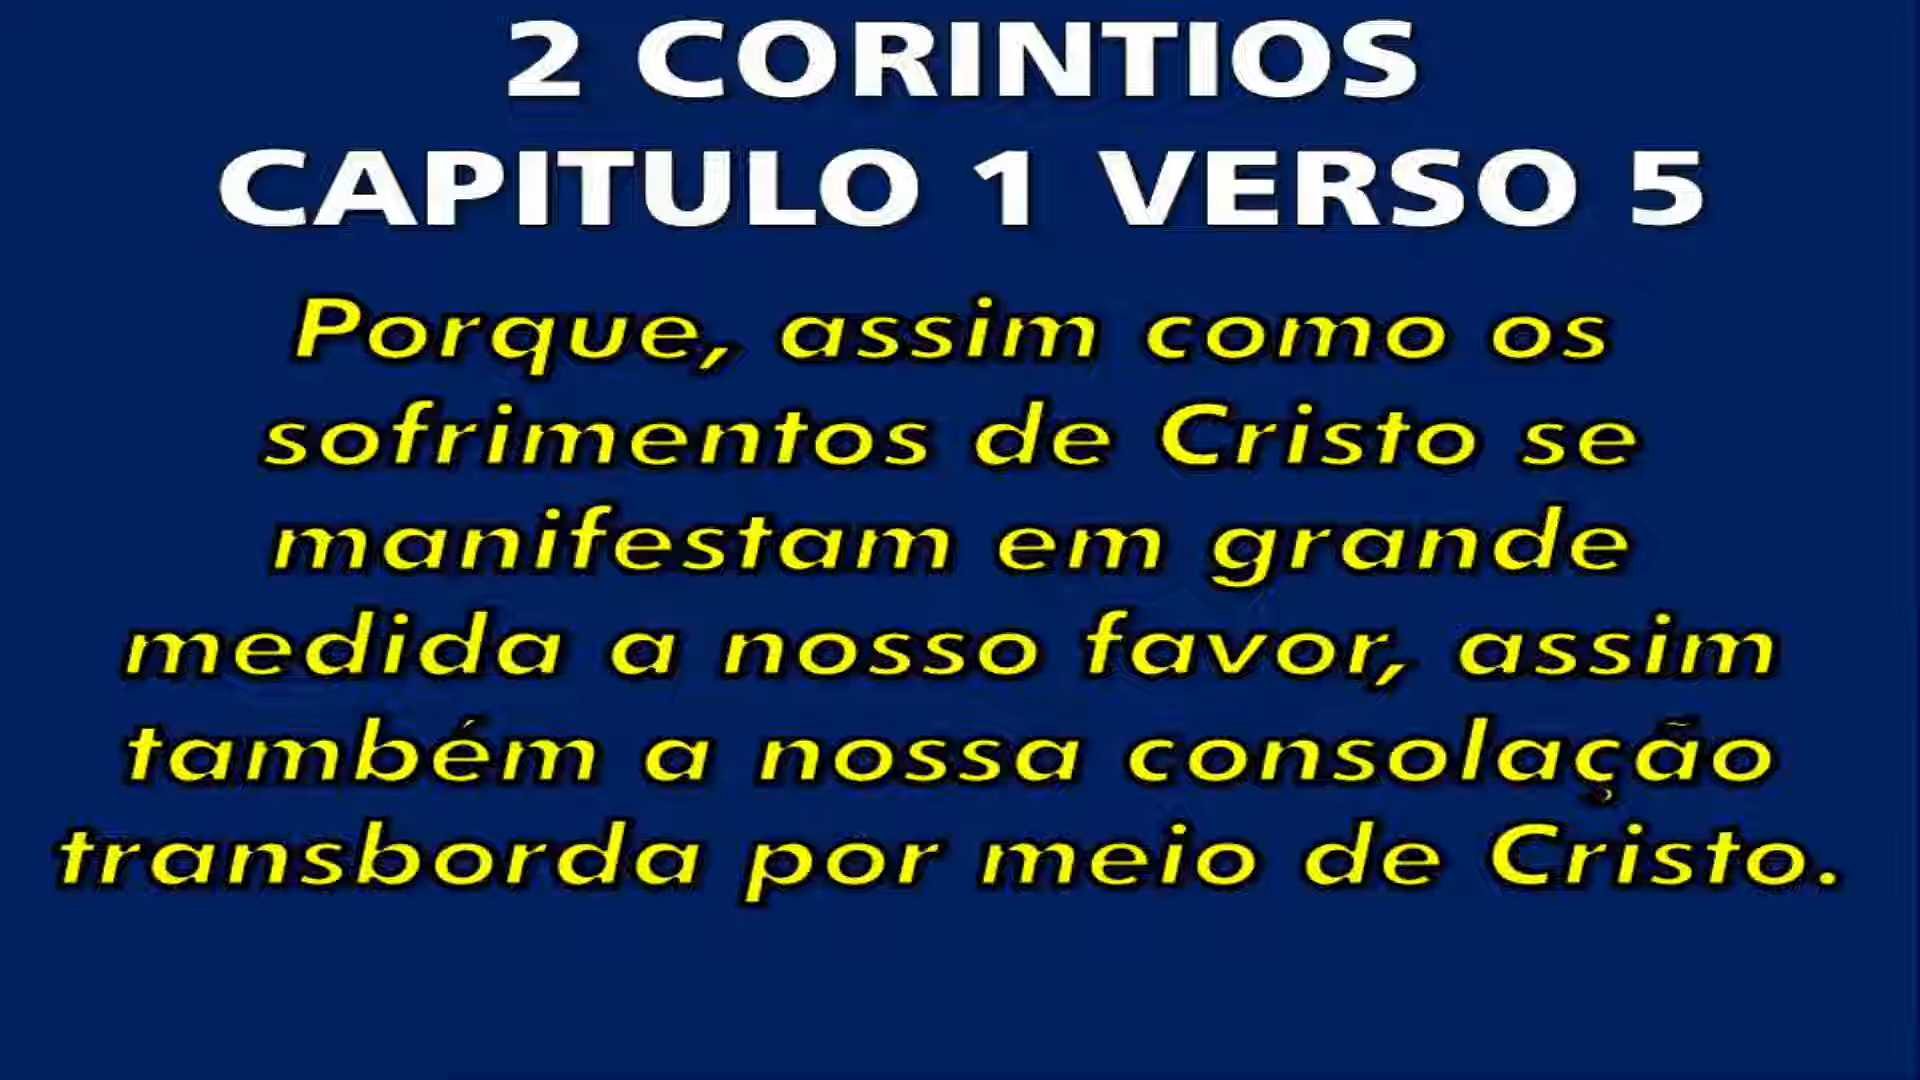 2 CORINTIOS
CAPITULO 1 VERSO 5
Porque, assim como os
sofrimentos de Cristo se
manifestam em grande
medida a nosso favor, assim
também a nossa consolação
transborda por meio de Cristo.